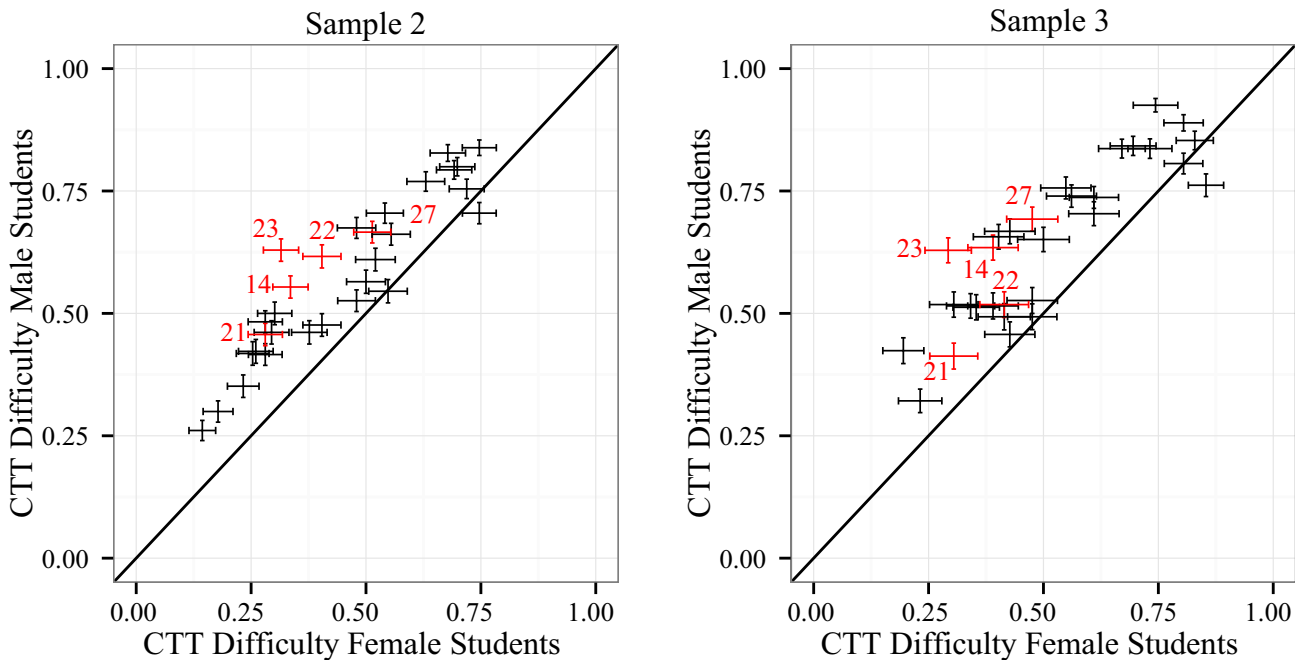 Sample 2
CTT Difficulty Male Students
1.00
0.75
0.50
0.25
0.00
23
22
27
14
21
0.00 0.25 0.50 0.75 1.00
CTT Difficulty Female Students
Sample 3
CTT Difficulty Male Students
1.00
0.75
0.50
0.25
0.00
27
23
14
22
21
0.00 0.25 0.50 0.75 1.00
CTT Difficulty Female Students